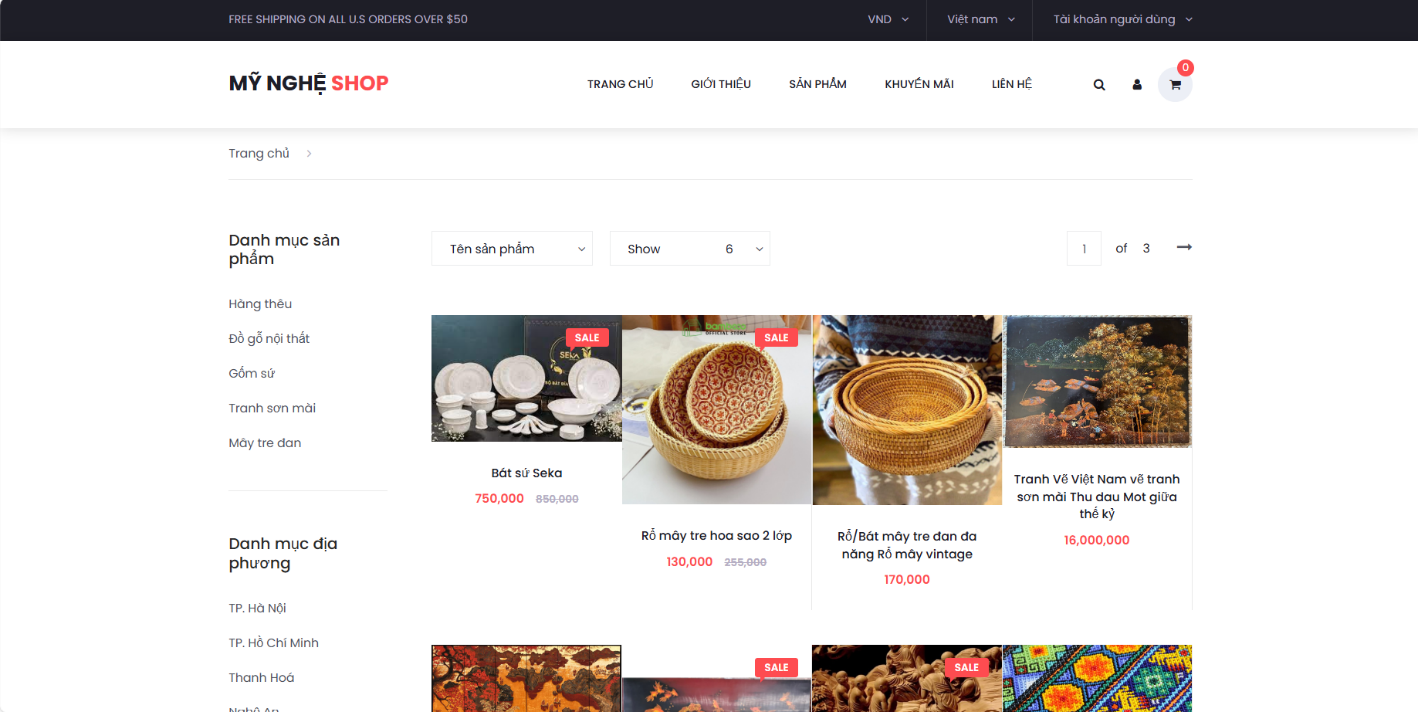 FREE SHIPPING ON ALL U.S ORDERS OVER $50
VND
Việt nam
Tài khoản người dùng
MỸ NGHỆ SHOP
TRANG CHỦ
GIỚI THIỆU
SẢN PHẨM
KHUYẾN MÃI
LIÊN HỆ
0
Trang chủ
Danh mục sản
phẩm
Hàng thêu
Đồ gỗ nội thất
Gốm sứ
Tranh sơn mài
Mây tre đan
Danh mục địa
phương
TP. Hà Nội
TP. Hồ Chí Minh
Thanh Hoá
Nghệ An
Tên sản phẩm
Show 6
1 of 3
SALE
SEKA
Bát sứ Seka
750,000 850,000
OFFICIAL STORE
SALE
Rổ mây tre hoa sao 2 lớp
130,000 255,000
Rổ/Bát mây tre đan đa
năng Rổ mây vintage
170,000
Tranh Vẽ Việt Nam vẽ tranh
sơn mài Thu dau Mot giữa
thế kỷ
16,000,000
SALE
SALE